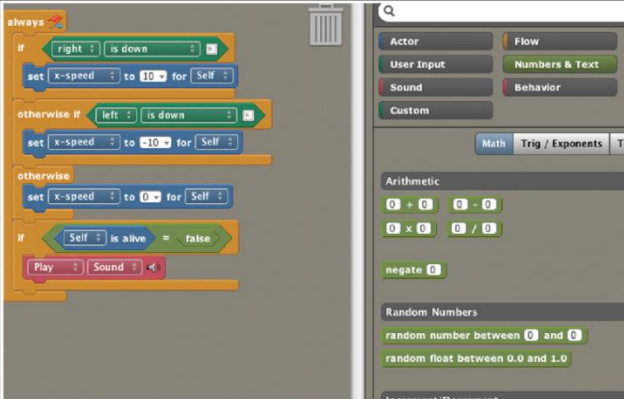 always
if right is down
set x-speed to 10 for Self
otherwise if left is down
set x-speed to -10 for Self
otherwise
set x-speed to 0 for Self
if Self is alive = false
Play Sound
Actor Flow
User Input Numbers & Text
Sound Behavior
Custom
Math Trig / Exponents T
Arithmetic
0 + 0 0 - 0
0 x 0 0 / 0
negate 0
Random Numbers
random number between 0 and 0
random float between 0.0 and 1.0